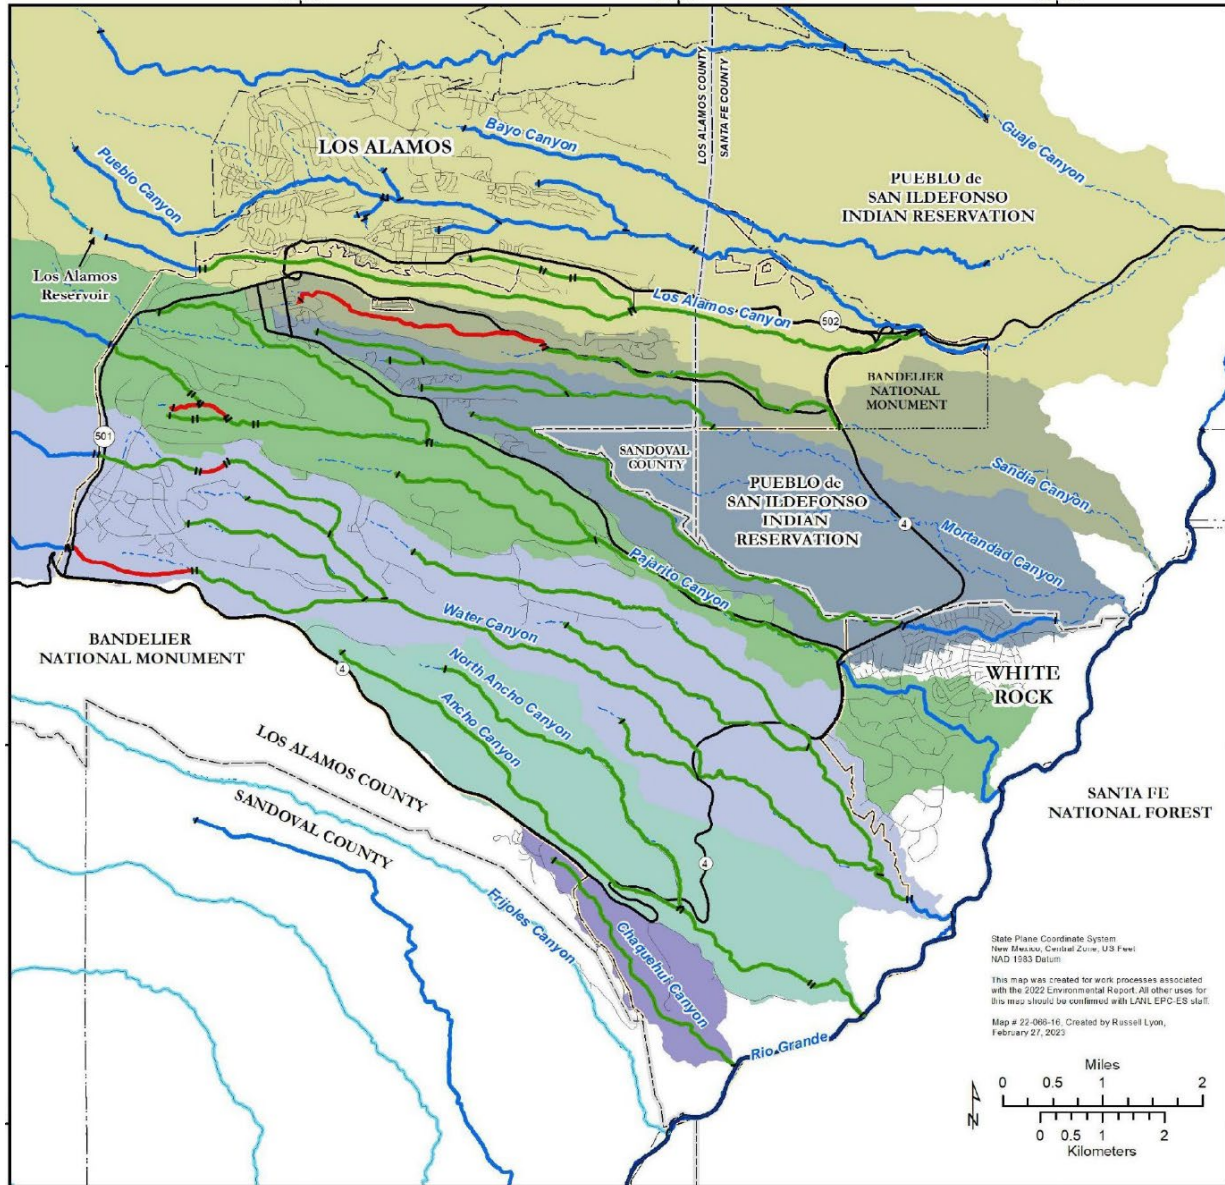 LOS ALAMOS COUNTY
SANTA FE COUNTY
Guaje Canyon
Bayo Canyon
LOS ALAMOS
Pueblo Canyon
PUEBLO de
SAN ILDEFONSO
INDIAN RESERVATION
Los Alamos
Reservoir
Los Alamos Canyon
502
BANDELIER
NATIONAL
MONUMENT
501
SANDOVAL
COUNTY
PUEBLO de
SAN ILDEFONSO
INDIAN
RESERVATION
Sandia Canyon
4
Mortandad Canyon
Pajarito Canyon
Water Canyon
BANDELIER
NATIONAL MONUMENT
4
North Ancho Canyon
Ancho Canyon
WHITE
ROCK
LOS ALAMOS COUNTY
SANDOVAL COUNTY
SANTA FE
NATIONAL FOREST
4
Frijoles Canyon
Chaquehui Canyon
Rio Grande
State Plane Coordinate System
New Mexico, Central Zone, US Feet
NAD 1983 Datum
This map was created for work processes associated
with the 2022 Environmental Report. All other uses for
this map should be confirmed with LANL EPC-ES staff.
Map # 22-066-16, Created by Russell Lyon,
February 27, 2023
Miles
0 0.5 1 2
0 0.5 1 2
Kilometers
N